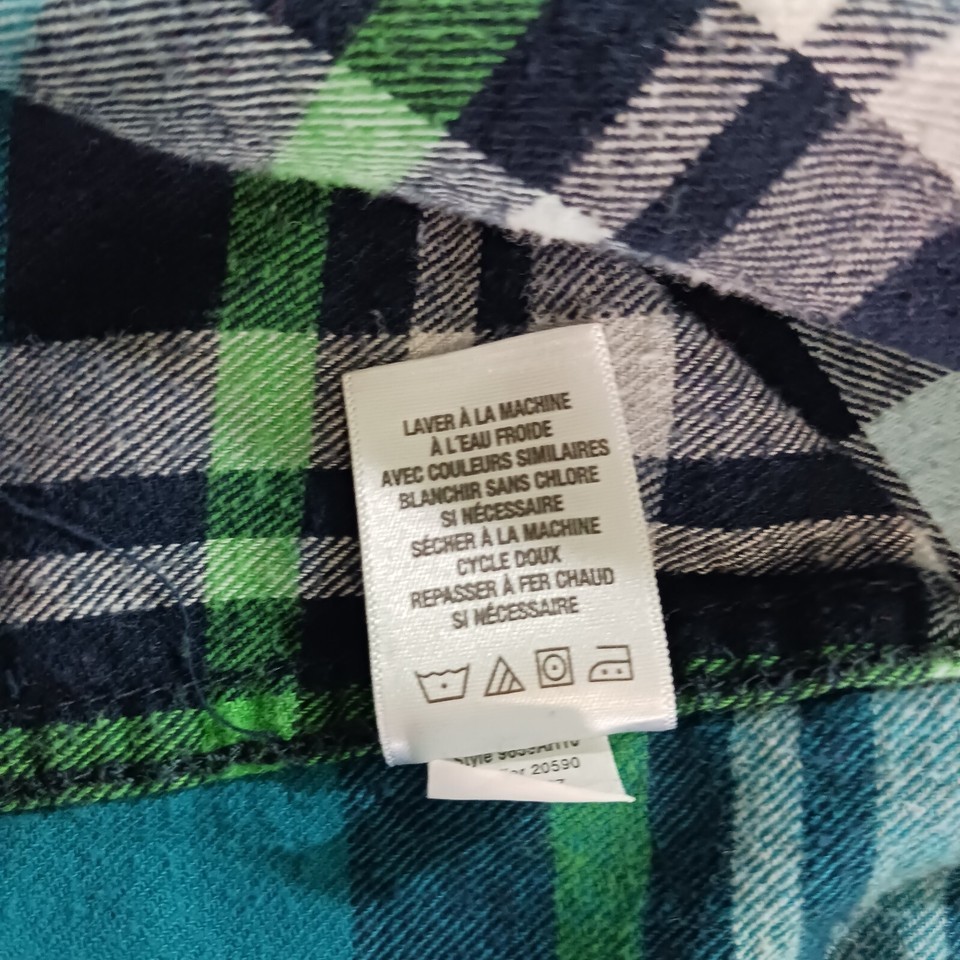 LAVER À LA MACHINE
À L'EAU FROIDE
AVEC COULEURS SIMILAIRES
BLANCHIR SANS CHLORE
SI NÉCESSAIRE
SÉCHER À LA MACHINE
CYCLE DOUX
REPASSER À FER CHAUD
SI NÉCESSAIRE
20590